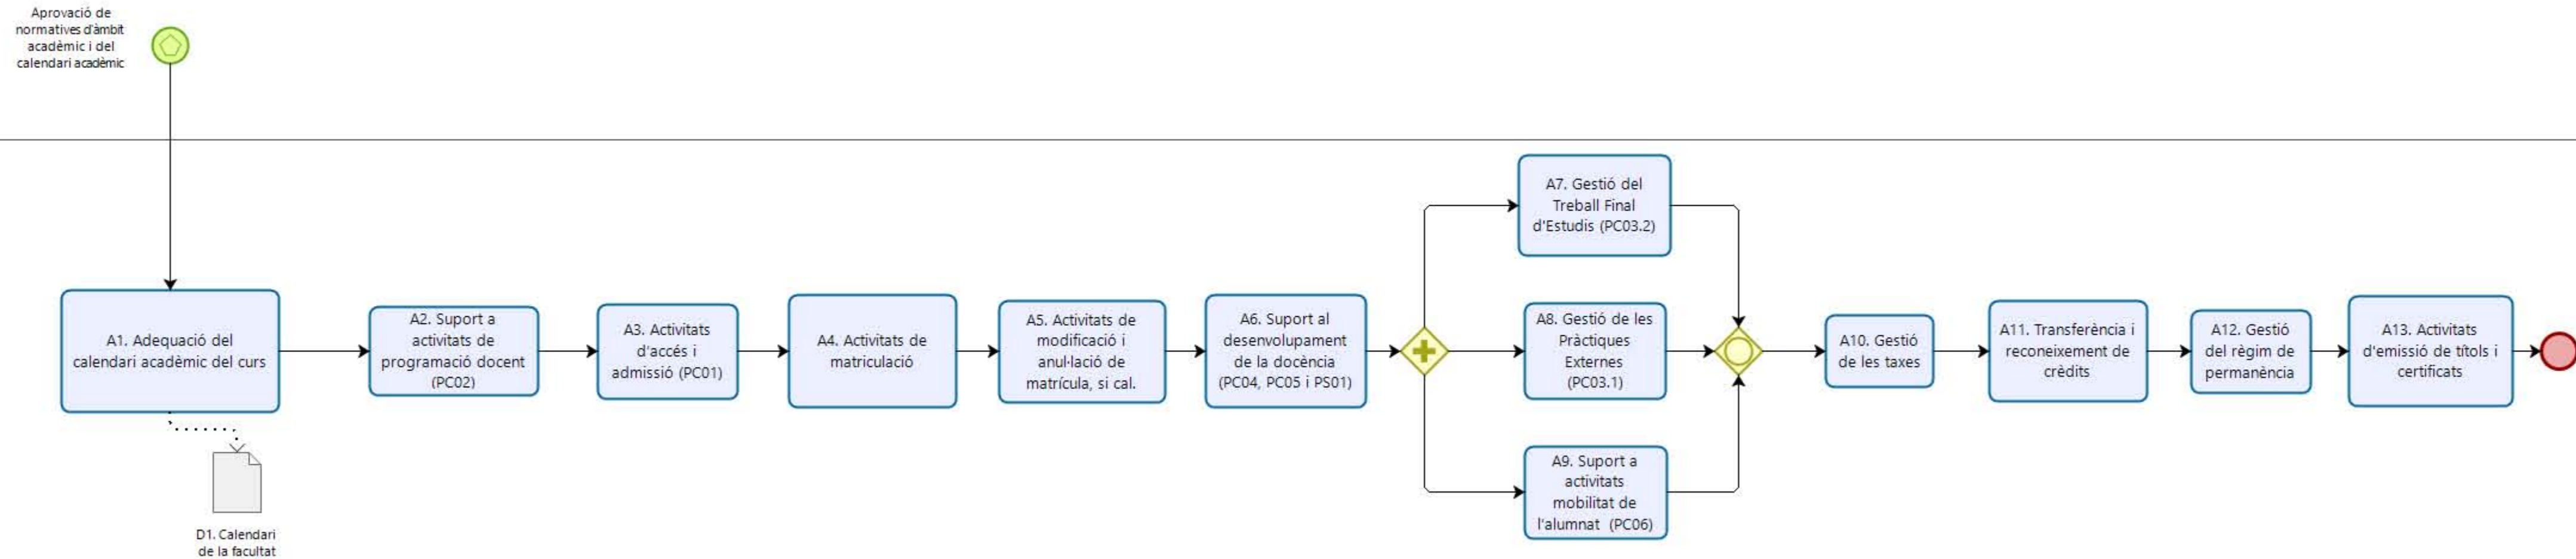 Aprovació de
normatives d'àmbit
acadèmic i del
calendari acadèmic
A1. Adequació del
calendari acadèmic del curs
D1. Calendari
de la facultat
A2. Suport a
activitats de
programació docent
(PC02)
A3. Activitats
d'accés i
admissió (PC01)
A4. Activitats de
matriculació
A5. Activitats de
modificació i
anul·lació de
matrícula, si cal.
A6. Suport al
desenvolupament
de la docència
(PC04, PC05 i PS01)
A7. Gestió del
Treball Final
d'Estudis (PC03.2)
A8. Gestió de les
Pràctiques
Externes
(PC03.1)
A9. Suport a
activitats
mobilitat de
l'alumnat (PC06)
A10. Gestió
de les taxes
A11. Transferència i
reconeixement de
crèdits
A12. Gestió
del règim de
permanència
A13. Activitats
d'emissió de títols i
certificats